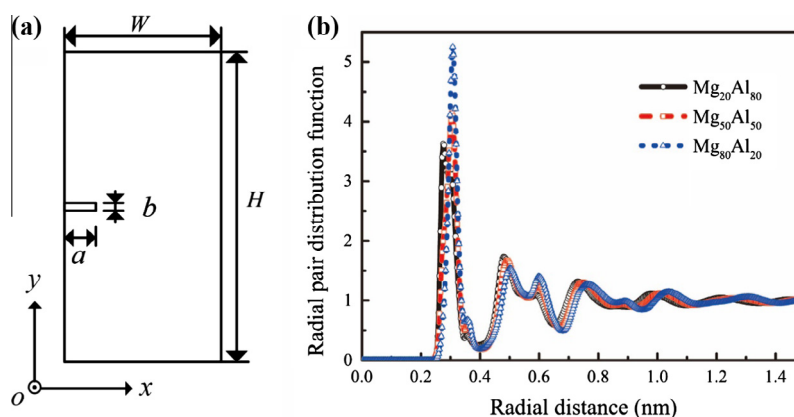 (a)
W
H
b
a
y
o
x
(b)
Radial pair distribution function
5
4
3
2
1
0
Mg₂₀Al₈₀
Mg₅₀Al₅₀
Mg₈₀Al₂₀
0.0 0.2 0.4 0.6 0.8 1.0 1.2 1.4
Radial distance (nm)